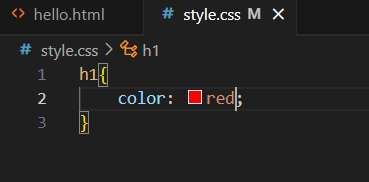 <> hello.html # style.css M ×
# style.css > h1
1 h1{
2 color: red;
3 }